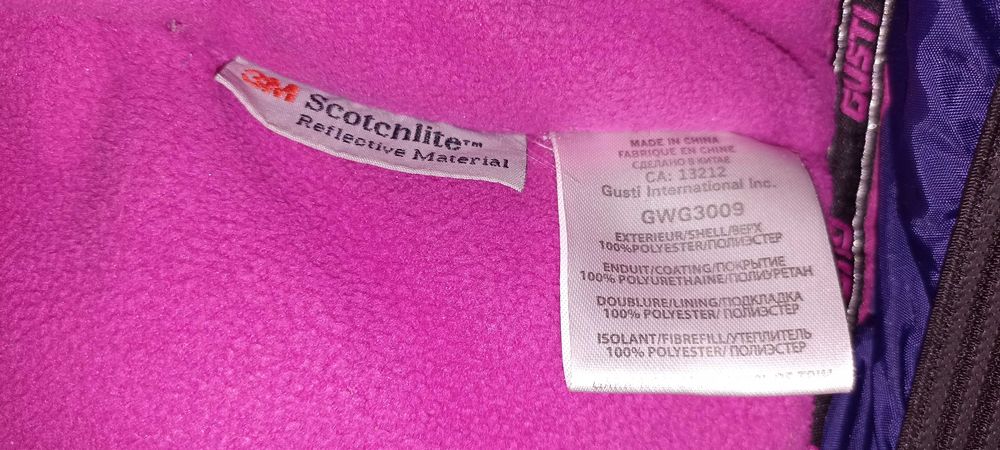 3M Scotchlite™
Reflective Material
MADE IN CHINA
FABRIQUE EN CHINE
СДЕЛАНО В КИТАЕ
CA: 13212
Gusti International Inc.
GWG3009
EXTERIEUR/SHELL/ВЕРХ
100%POLYESTER/ПОЛИЭСТЕР
ENDUIT/COATING/ПОКРЫТИЕ
100% POLYURETHAINE/ПОЛИУРЕТАН
DOUBLURE/LINING/ПОДКЛАДКА
100% POLYESTER/ ПОЛИЭСТЕР
ISOLANT/FIBREFILL/УТЕПЛИТЕЛЬ
100% POLYESTER/ ПОЛИЭСТЕР
GUSTI